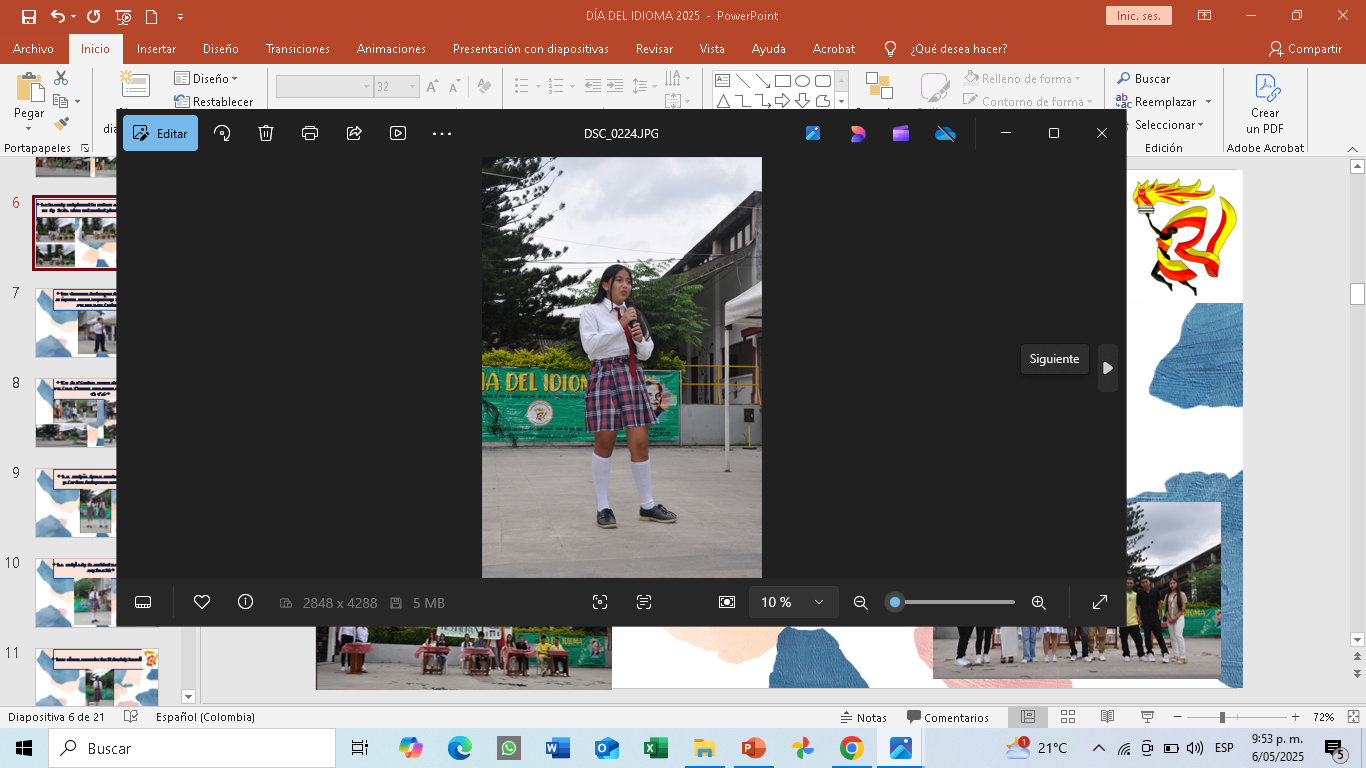 DÍA DEL IDIOMA 2025 - PowerPoint
Inic. ses.
Archivo
Inicio
Insertar
Diseño
Transiciones
Animaciones
Presentación con diapositivas
Revisar
Vista
Ayuda
Acrobat
¿Qué desea hacer?
Compartir
Pegar
Diseño
Restablecer
32
Relleno de forma
Contorno de forma
Buscar
Reemplazar
Seleccionar
Crear
un PDF
Portapapeles
Edición
Adobe Acrobat
Editar
DSC_0224.JPG
Siguiente
DEL IDIOM
6
7
8
9
10
11
2848 x 4288
5 MB
10 %
IDIOMA
Diapositiva 6 de 21
Español (Colombia)
Notas
Comentarios
72%
Buscar
1
21°C
ESP
9:53 p. m.
6/05/2025
5